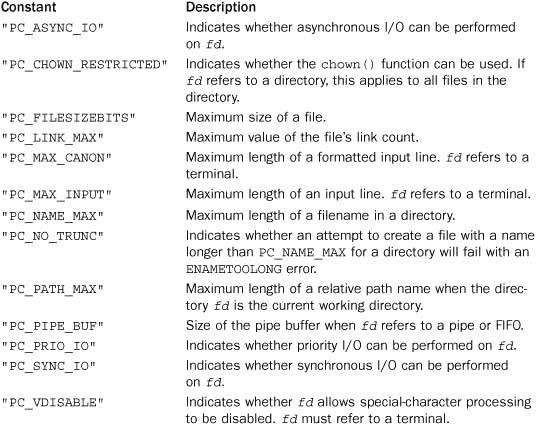 Constant Description
"PC_ASYNC_IO" Indicates whether asynchronous I/O can be performed
on fd.
"PC_CHOWN_RESTRICTED" Indicates whether the chown() function can be used. If
fd refers to a directory, this applies to all files in the
directory.
"PC_FILESIZEBITS" Maximum size of a file.
"PC_LINK_MAX" Maximum value of the file's link count.
"PC_MAX_CANON" Maximum length of a formatted input line. fd refers to a
terminal.
"PC_MAX_INPUT" Maximum length of an input line. fd refers to a terminal.
"PC_NAME_MAX" Maximum length of a filename in a directory.
"PC_NO_TRUNC" Indicates whether an attempt to create a file with a name
longer than PC_NAME_MAX for a directory will fail with an
ENAMETOOLONG error.
"PC_PATH_MAX" Maximum length of a relative path name when the direc-
tory fd is the current working directory.
"PC_PIPE_BUF" Size of the pipe buffer when fd refers to a pipe or FIFO.
"PC_PRIO_IO" Indicates whether priority I/O can be performed on fd.
"PC_SYNC_IO" Indicates whether synchronous I/O can be performed
on fd.
"PC_VDISABLE" Indicates whether fd allows special-character processing
to be disabled. fd must refer to a terminal.